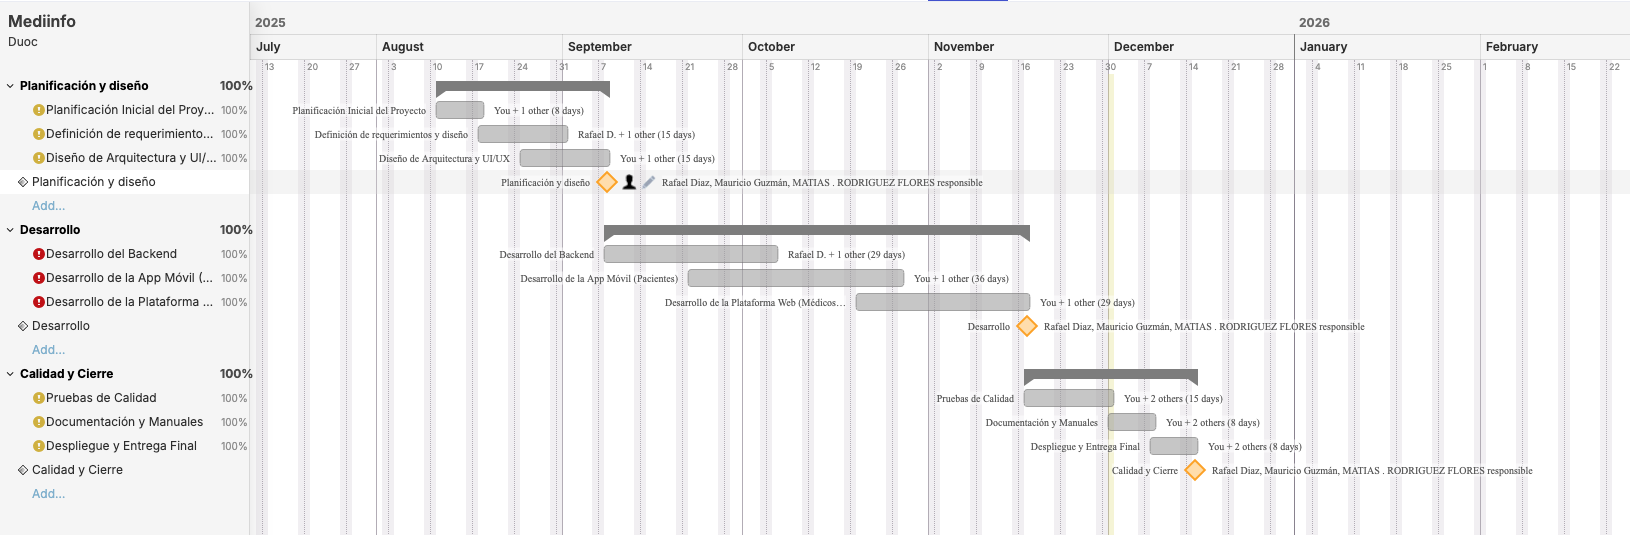 Mediinfo
Duoc
2025
2026
July
August
September
October
November
December
January
February
13 20 27 3 10 17 24 31 7 14 21 28 5 12 19 26 2 9 16 23 30 7 14 21 28 4 11 18 25 1 8 15 22
Planificación y diseño 100%
Planificación Inicial del Proy... 100% Planificación Inicial del Proyecto You + 1 other (8 days)
Definición de requerimiento... 100% Definición de requerimientos y diseño Rafael D. + 1 other (15 days)
Diseño de Arquitectura y UI/... 100% Diseño de Arquitectura y UI/UX You + 1 other (15 days)
Planificación y diseño Planificación y diseño Rafael Diaz, Mauricio Guzmán, MATIAS . RODRIGUEZ FLORES responsible
Add...
Desarrollo 100%
Desarrollo del Backend 100% Desarrollo del Backend Rafael D. + 1 other (29 days)
Desarrollo de la App Móvil (... 100% Desarrollo de la App Móvil (Pacientes) You + 1 other (36 days)
Desarrollo de la Plataforma ... 100% Desarrollo de la Plataforma Web (Médicos... You + 1 other (29 days)
Desarrollo Desarrollo Rafael Diaz, Mauricio Guzmán, MATIAS . RODRIGUEZ FLORES responsible
Add...
Calidad y Cierre 100%
Pruebas de Calidad 100% Pruebas de Calidad You + 2 others (15 days)
Documentación y Manuales 100% Documentación y Manuales You + 2 others (8 days)
Despliegue y Entrega Final 100% Despliegue y Entrega Final You + 2 others (8 days)
Calidad y Cierre Calidad y Cierre Rafael Diaz, Mauricio Guzmán, MATIAS . RODRIGUEZ FLORES responsible
Add...